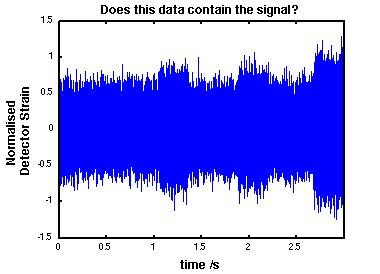 Does this data contain the signal?
1.5
1
0.5
0
-0.5
-1
-1.5
Normalised
Detector Strain
0 0.5 1 1.5 2 2.5
time /s